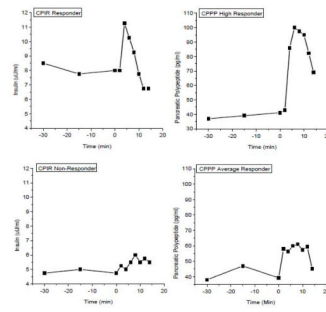 CPIR Responder
12
11
10
9
8
7
6
5
4
Insulin (uU/ml)
-30 -20 -10 0 10 20
Time (min)
CPPP High Responder
110
100
90
80
70
60
50
40
30
Pancreatic Polypeptide (pg/ml)
-30 -20 -10 0 10 20
Time (min)
CPIR Non-Responder
12
11
10
9
8
7
6
5
4
Insulin (uU/ml)
-30 -20 -10 0 10 20
Time (min)
CPPP Average Responder
110
100
90
80
70
60
50
40
Pancreatic Polypeptide (pg/ml)
-30 -20 -10 0 10 20
Time (Min)